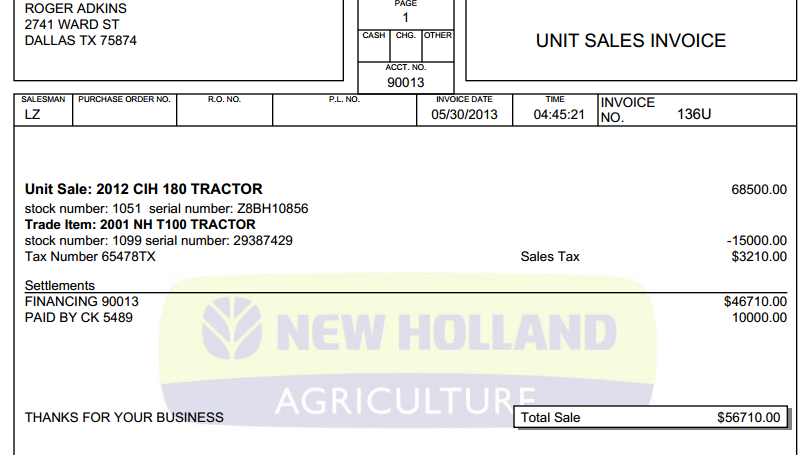 ROGER ADKINS
2741 WARD ST
DALLAS TX 75874
PAGE
1
CASH CHG. OTHER
ACCT. NO.
90013
UNIT SALES INVOICE
SALESMAN PURCHASE ORDER NO. R.O. NO. P.L. NO. INVOICE DATE TIME INVOICE NO. 136U
LZ 05/30/2013 04:45:21
Unit Sale: 2012 CIH 180 TRACTOR 68500.00
stock number: 1051 serial number: Z8BH10856
Trade Item: 2001 NH T100 TRACTOR
stock number: 1099 serial number: 29387429 -15000.00
Tax Number 65478TX Sales Tax $3210.00
Settlements
FINANCING 90013 $46710.00
PAID BY CK 5489 10000.00
NEW HOLLAND
AGRICULTURE
THANKS FOR YOUR BUSINESS Total Sale $56710.00